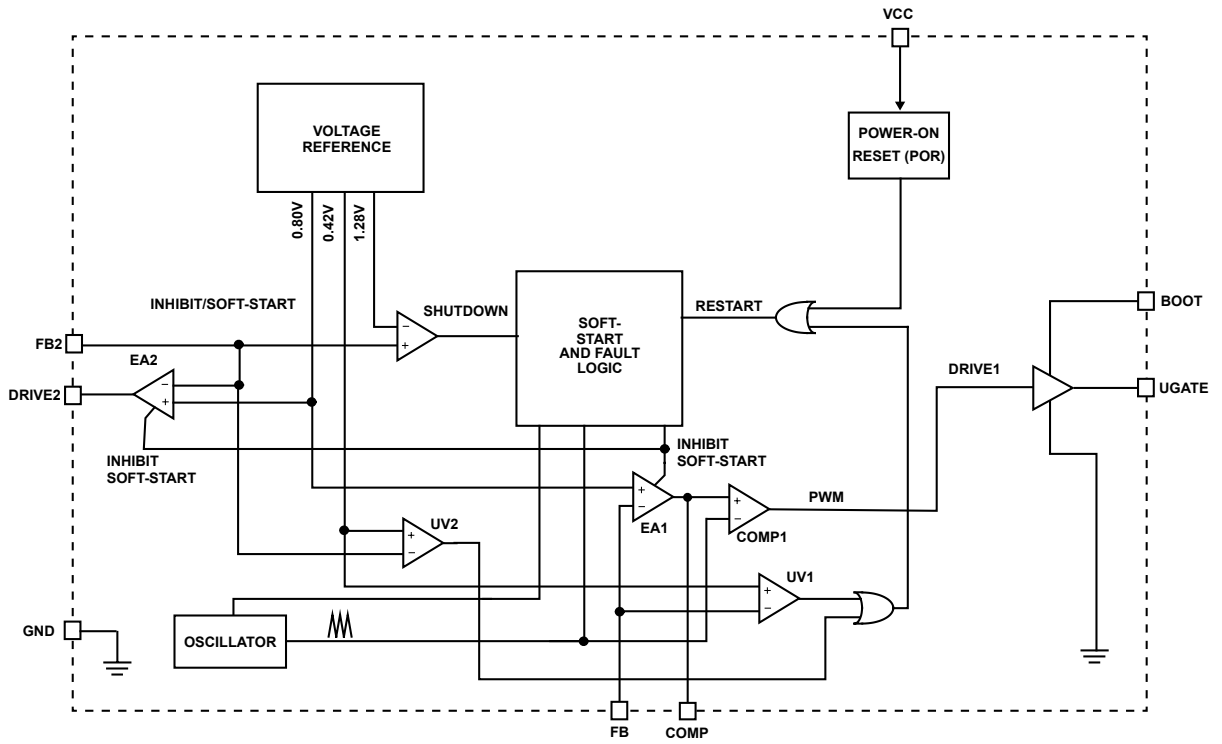 VCC
VOLTAGE
REFERENCE
POWER-ON
RESET (POR)
0.80V
0.42V
1.28V
INHIBIT/SOFT-START
SHUTDOWN
SOFT-
START
AND FAULT
LOGIC
RESTART
BOOT
FB2
EA2
DRIVE2
DRIVE1
UGATE
INHIBIT
SOFT-START
INHIBIT
SOFT-START
PWM
EA1
COMP1
UV2
UV1
GND
OSCILLATOR
FB
COMP